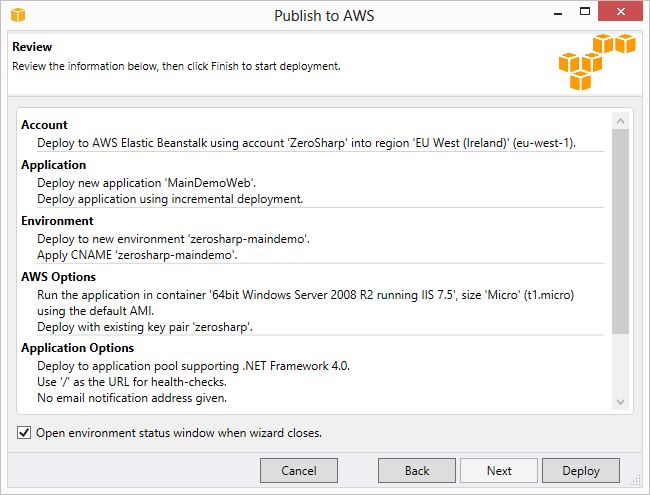 Publish to AWS
Review
Review the information below, then click Finish to start deployment.
Account
Deploy to AWS Elastic Beanstalk using account 'ZeroSharp' into region 'EU West (Ireland)' (eu-west-1).
Application
Deploy new application 'MainDemoWeb'.
Deploy application using incremental deployment.
Environment
Deploy to new environment 'zerosharp-maindemo'.
Apply CNAME 'zerosharp-maindemo'.
AWS Options
Run the application in container '64bit Windows Server 2008 R2 running IIS 7.5', size 'Micro' (t1.micro)
using the default AMI.
Deploy with existing key pair 'zerosharp'.
Application Options
Deploy to application pool supporting .NET Framework 4.0.
Use '/' as the URL for health-checks.
No email notification address given.
Open environment status window when wizard closes.
Cancel Back Next Deploy